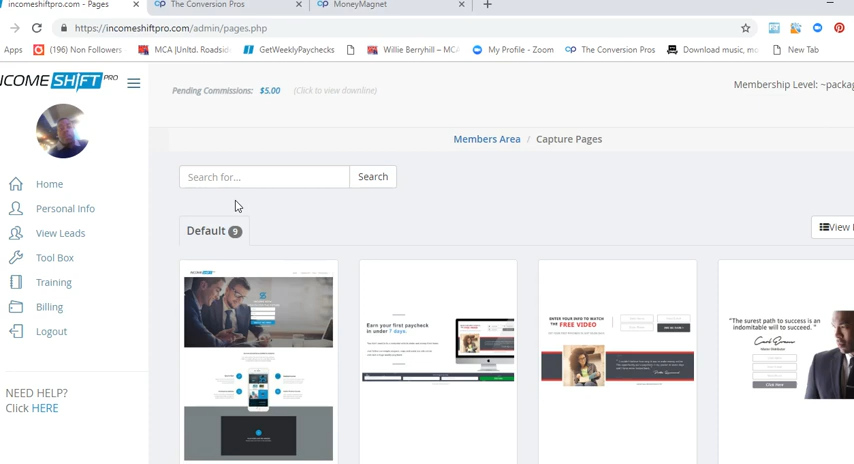 incomeshiftpro.com - Pages
The Conversion Pros
MoneyMagnet
https://incomeshiftpro.com/admin/pages.php
Apps
(196) Non Followers
MCA |Unltd. Roadsid
GetWeeklyPaychecks
Willie Berryhill – MCA
My Profile - Zoom
The Conversion Pros
Download music, mo
New Tab
INCOME SHIFT PRO
Pending Commissions: $5.00 (Click to view downline)
Membership Level: ~packag
Members Area / Capture Pages
Search for...
Search
Home
Personal Info
View Leads
Tool Box
Training
Billing
Logout
NEED HELP?
Click HERE
Default 9
View
Earn your first paycheck
in under 7 days.
ENTER YOUR INFO TO WATCH
THE FREE VIDEO
"The surest path to success is an
indomitable will to succeed."
Click Here